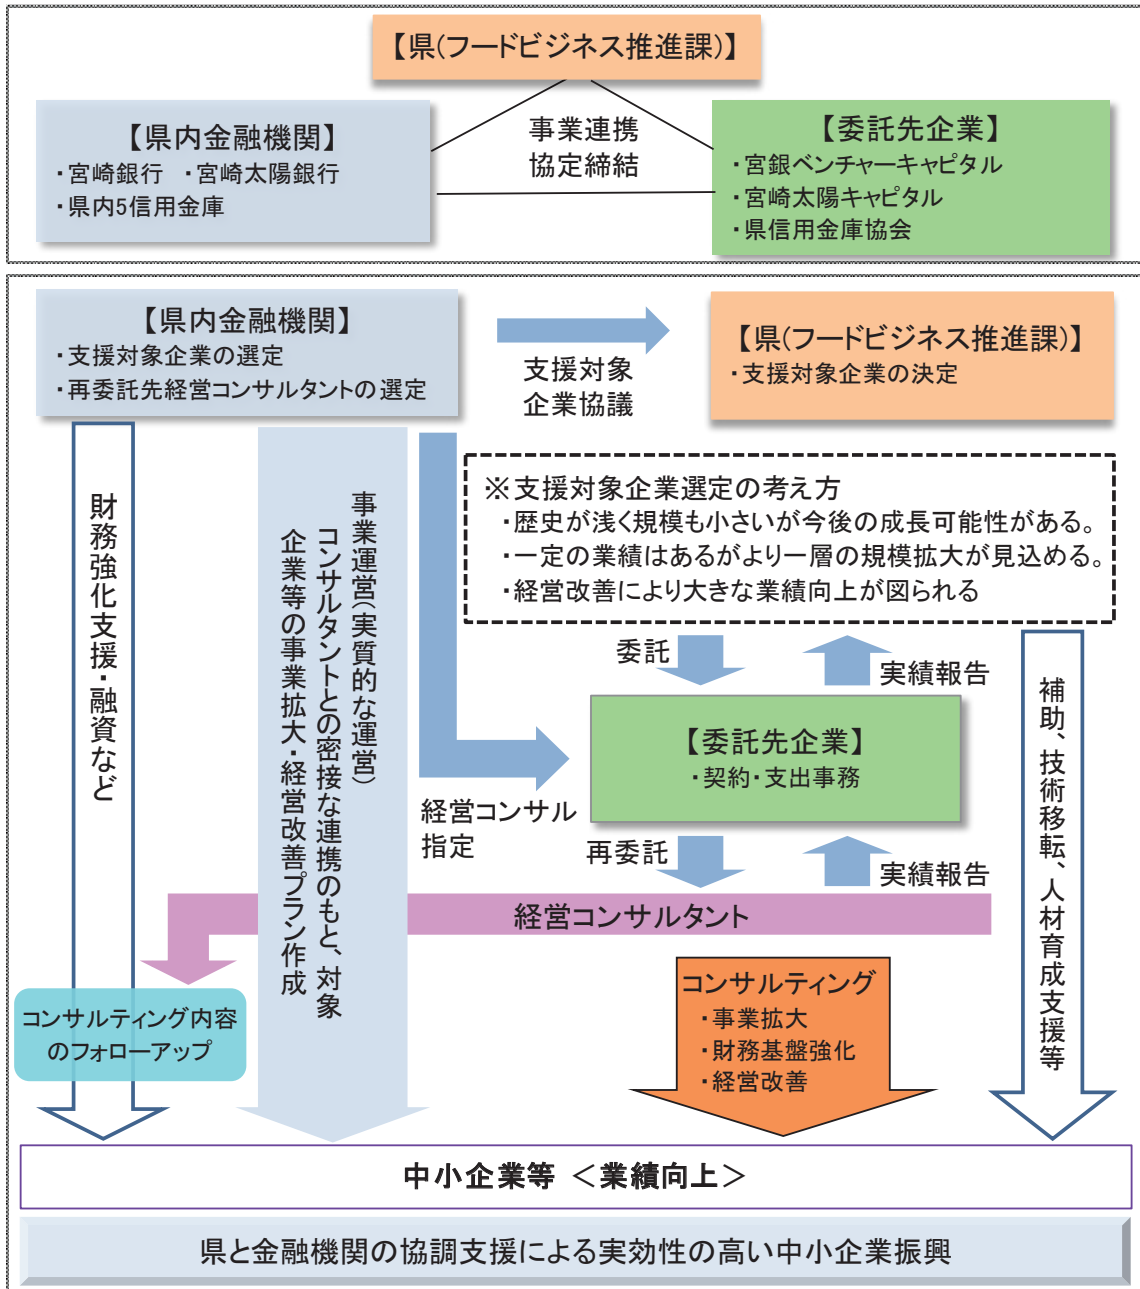 【県(フードビジネス推進課)】
【県内金融機関】
・宮崎銀行 ・宮崎太陽銀行
・県内5信用金庫
事業連携
協定締結
【委託先企業】
・宮銀ベンチャーキャピタル
・宮崎太陽キャピタル
・県信用金庫協会
【県内金融機関】
・支援対象企業の選定
・再委託先経営コンサルタントの選定
支援対象
企業協議
【県(フードビジネス推進課)】
・支援対象企業の決定
※支援対象企業選定の考え方
・歴史が浅く規模も小さいが今後の成長可能性がある。
・一定の業績はあるがより一層の規模拡大が見込める。
・経営改善により大きな業績向上が図られる
財務強化支援・融資など
事業運営(実質的な運営)
コンサルタントとの密接な連携のもと、対象
企業等の事業拡大・経営改善プラン作成
委託
実績報告
【委託先企業】
・契約・支出事務
経営コンサル
指定
再委託
実績報告
補助、技術移転、人材育成支援等
経営コンサルタント
コンサルティング内容
のフォローアップ
コンサルティング
・事業拡大
・財務基盤強化
・経営改善
中小企業等 <業績向上>
県と金融機関の協調支援による実効性の高い中小企業振興